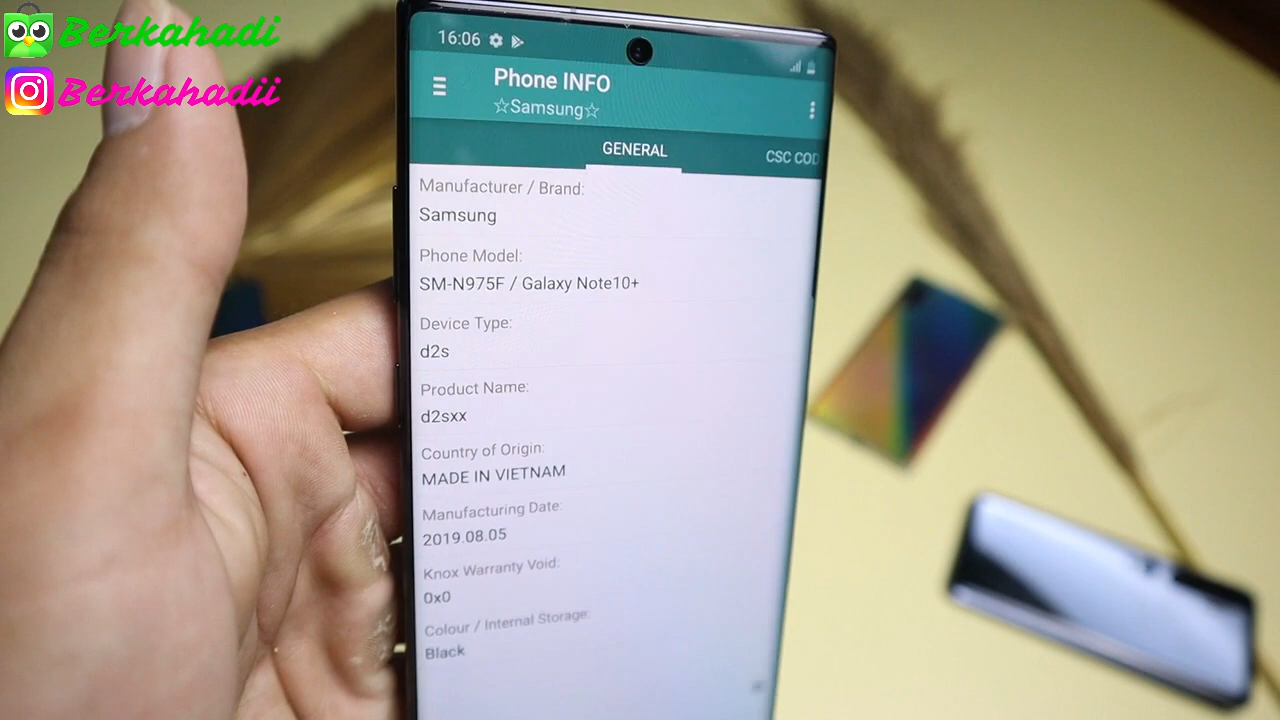 Berkahadi
Berkahadii
16:06
Phone INFO
☆Samsung☆
GENERAL
CSC COD
Manufacturer / Brand:
Samsung
Phone Model:
SM-N975F / Galaxy Note10+
Device Type:
d2s
Product Name:
d2sxx
Country of Origin:
MADE IN VIETNAM
Manufacturing Date:
2019.08.05
Knox Warranty Void:
0x0
Colour / Internal Storage:
Black